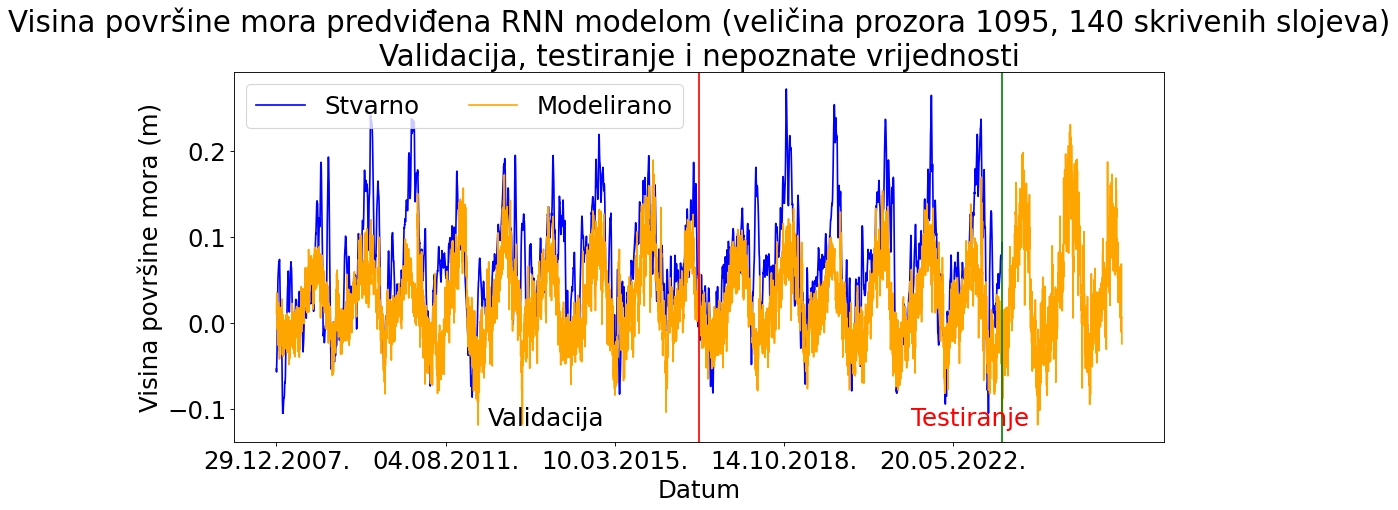 Visina površine mora predviđena RNN modelom (veličina prozora 1095, 140 skrivenih slojeva)
Validacija, testiranje i nepoznate vrijednosti
Stvarno Modelirano
Visina površine mora (m)
0.2
0.1
0.0
−0.1
Validacija Testiranje
29.12.2007. 04.08.2011. 10.03.2015. 14.10.2018. 20.05.2022.
Datum